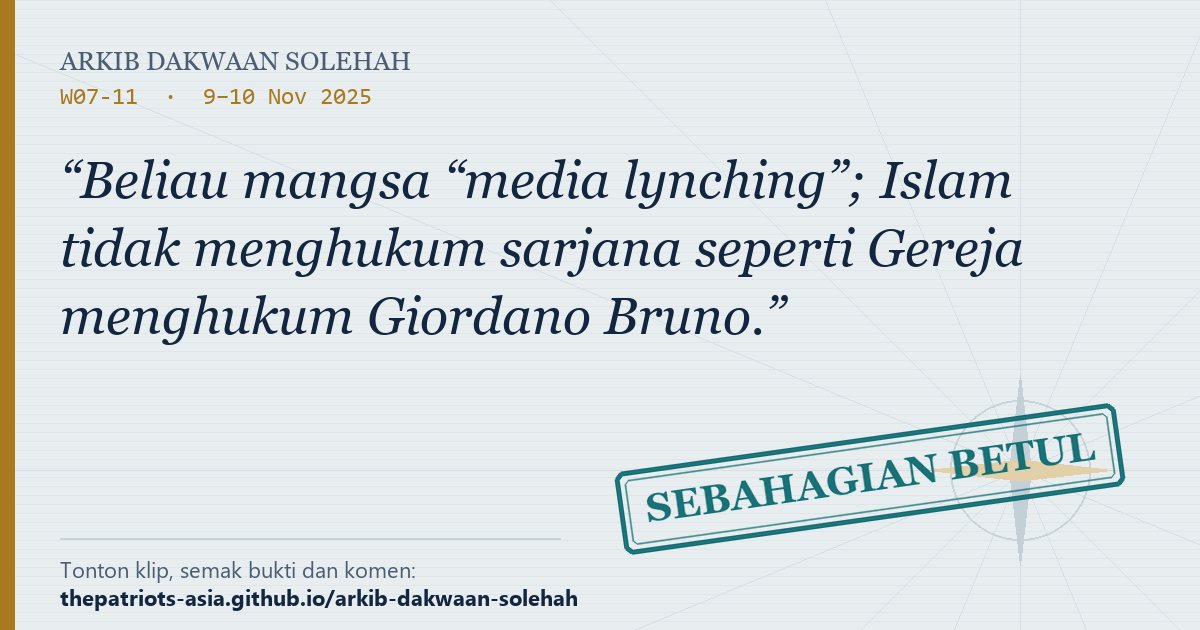 ARKIB DAKWAAN SOLEHAH
W07-11 · 9–10 Nov 2025
“Beliau mangsa “media lynching”; Islam
tidak menghukum sarjana seperti Gereja
menghukum Giordano Bruno.”
SEBAHAGIAN BETUL
Tonton klip, semak bukti dan komen:
thepatriots-asia.github.io/arkib-dakwaan-solehah